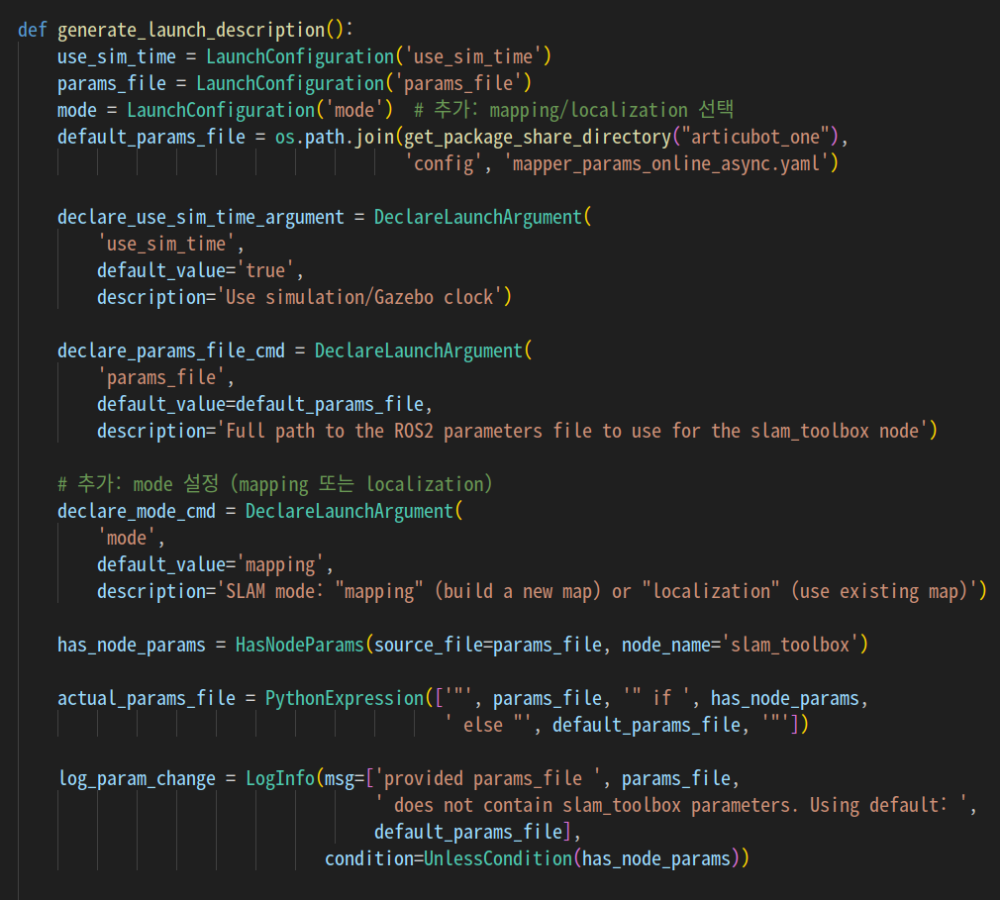 def generate_launch_description():
    use_sim_time = LaunchConfiguration('use_sim_time')
    params_file = LaunchConfiguration('params_file')
    mode = LaunchConfiguration('mode')  # 추가: mapping/localization 선택
    default_params_file = os.path.join(get_package_share_directory("articubot_one"),
                                       'config', 'mapper_params_online_async.yaml')
    declare_use_sim_time_argument = DeclareLaunchArgument(
        'use_sim_time',
        default_value='true',
        description='Use simulation/Gazebo clock')
    declare_params_file_cmd = DeclareLaunchArgument(
        'params_file',
        default_value=default_params_file,
        description='Full path to the ROS2 parameters file to use for the slam_toolbox node')
    # 추가: mode 설정 (mapping 또는 localization)
    declare_mode_cmd = DeclareLaunchArgument(
        'mode',
        default_value='mapping',
        description='SLAM mode: "mapping" (build a new map) or "localization" (use existing map)')
    has_node_params = HasNodeParams(source_file=params_file, node_name='slam_toolbox')
    actual_params_file = PythonExpression(['"', params_file, '" if ', has_node_params,
                                           ' else "', default_params_file, '"'])
    log_param_change = LogInfo(msg=['provided params_file ', params_file,
                                    ' does not contain slam_toolbox parameters. Using default: ',
                                    default_params_file],
                               condition=UnlessCondition(has_node_params))